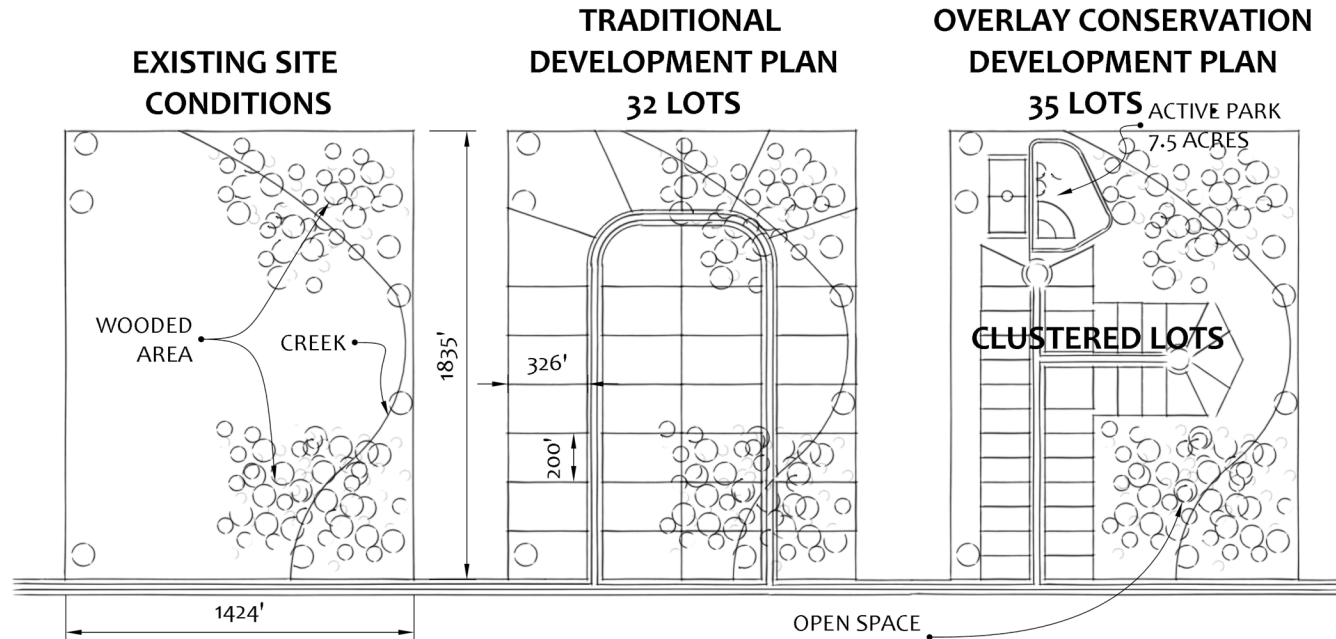 EXISTING SITE
CONDITIONS
TRADITIONAL
DEVELOPMENT PLAN
32 LOTS
OVERLAY CONSERVATION
DEVELOPMENT PLAN
35 LOTS
ACTIVE PARK
7.5 ACRES
WOODED
AREA
CREEK
1835'
326'
200'
CLUSTERED LOTS
1424'
OPEN SPACE